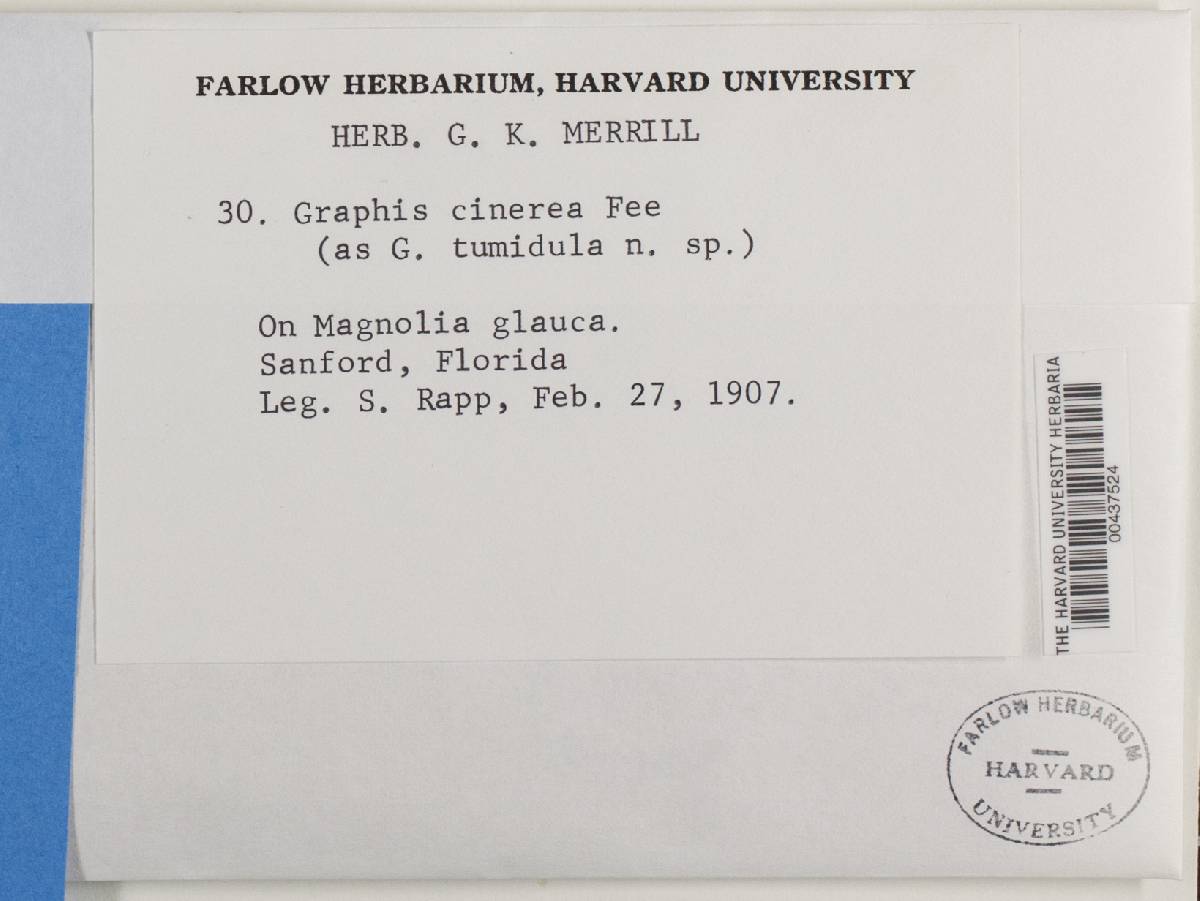 FARLOW HERBARIUM, HARVARD UNIVERSITY
HERB. G. K. MERRILL
30. Graphis cinerea Fee
(as G. tumidula n. sp.)
On Magnolia glauca.
Sanford, Florida
Leg. S. Rapp, Feb. 27, 1907.
THE HARVARD UNIVERSITY HERBARIA
00437524
FARLOW HERBARIUM
HARVARD
UNIVERSITY